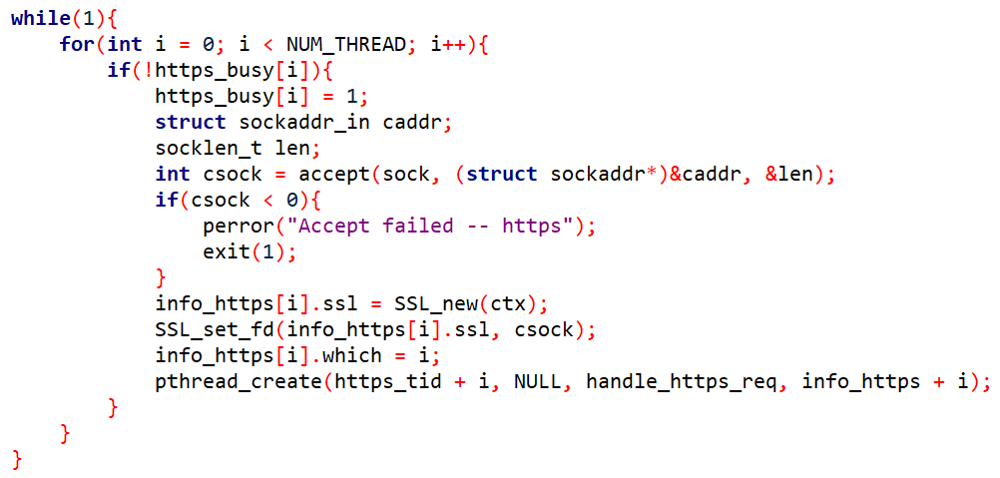 while(1){
    for(int i = 0; i < NUM_THREAD; i++){
        if(!https_busy[i]){
            https_busy[i] = 1;
            struct sockaddr_in caddr;
            socklen_t len;
            int csock = accept(sock, (struct sockaddr*)&caddr, &len);
            if(csock < 0){
                perror("Accept failed -- https");
                exit(1);
            }
            info_https[i].ssl = SSL_new(ctx);
            SSL_set_fd(info_https[i].ssl, csock);
            info_https[i].which = i;
            pthread_create(https_tid + i, NULL, handle_https_req, info_https + i);
        }
    }
}